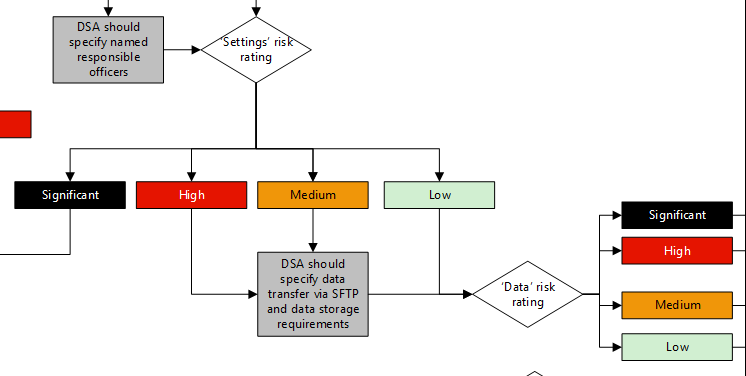 DSA should
specify named
responsible
officers
'Settings' risk
rating
Significant
High
Medium
Low
DSA should
specify data
transfer via SFTP
and data storage
requirements
'Data' risk
rating
Significant
High
Medium
Low